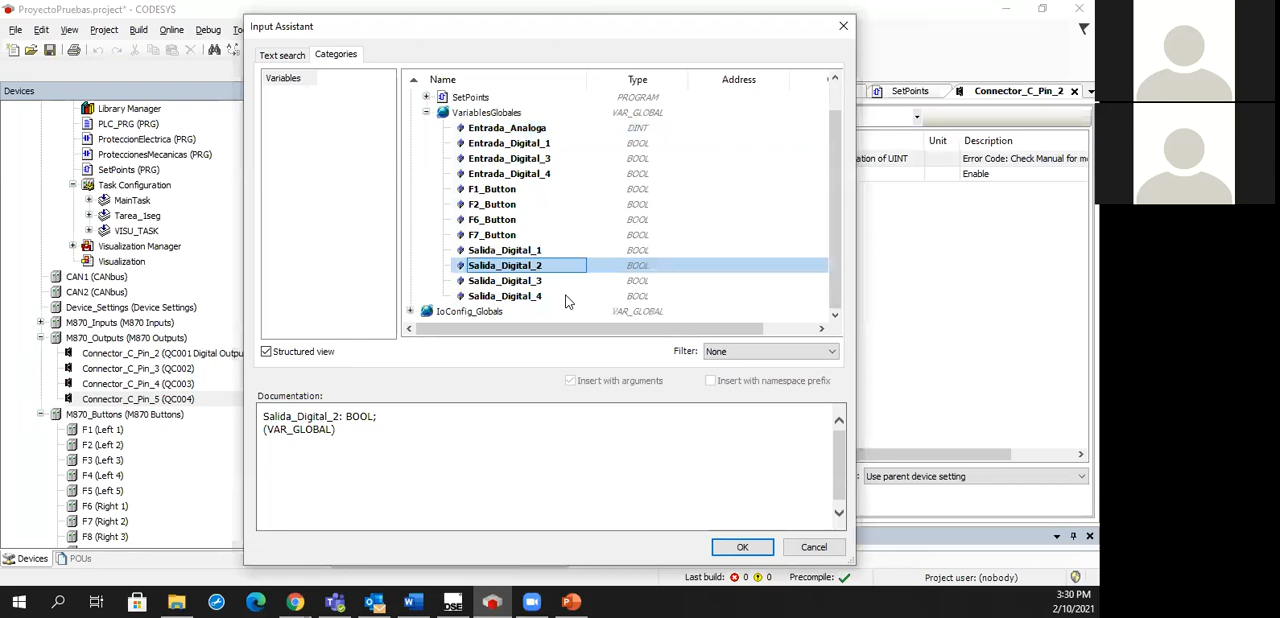 ProyectoPruebas.project* - CODESYS
File Edit View Project Build Online Debug
Devices
Library Manager
PLC_PRG (PRG)
ProteccionElectrica (PRG)
ProteccionesMecanicas (PRG)
SetPoints (PRG)
Task Configuration
MainTask
Tarea_1seg
VISU_TASK
Visualization Manager
Visualization
CAN1 (CANbus)
CAN2 (CANbus)
Device_Settings (Device Settings)
M870_Inputs (M870 Inputs)
M870_Outputs (M870 Outputs)
Connector_C_Pin_2 (QC001 Digital Outpu
Connector_C_Pin_3 (QC002)
Connector_C_Pin_4 (QC003)
Connector_C_Pin_5 (QC004)
M870_Buttons (M870 Buttons)
F1 (Left 1)
F2 (Left 2)
F3 (Left 3)
F4 (Left 4)
F5 (Left 5)
F6 (Right 1)
F7 (Right 2)
F8 (Right 3)
Devices POUs
Input Assistant
Text search Categories
Variables
Name Type Address
SetPoints PROGRAM
VariablesGlobales VAR_GLOBAL
Entrada_Analoga DINT
Entrada_Digital_1 BOOL
Entrada_Digital_3 BOOL
Entrada_Digital_4 BOOL
F1_Button BOOL
F2_Button BOOL
F6_Button BOOL
F7_Button BOOL
Salida_Digital_1 BOOL
Salida_Digital_2 BOOL
Salida_Digital_3 BOOL
Salida_Digital_4 BOOL
IoConfig_Globals VAR_GLOBAL
Structured view
Filter: None
Insert with arguments Insert with namespace prefix
Documentation:
Salida_Digital_2: BOOL;
(VAR_GLOBAL)
OK Cancel
SetPoints Connector_C_Pin_2
Unit Description
ation of UINT Error Code: Check Manual for m
Enable
Use parent device setting
Last build: 0 0 Precompile: Project user: (nobody)
DSE
3:30 PM
2/10/2021